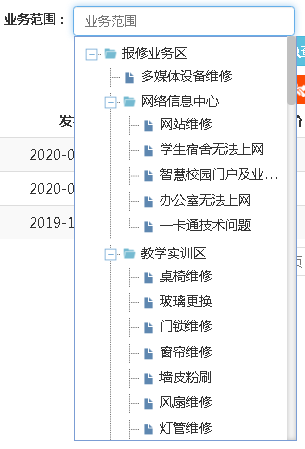 业务范围：
业务范围
报修业务区
多媒体设备维修
网络信息中心
网站维修
学生宿舍无法上网
智慧校园门户及业...
办公室无法上网
一卡通技术问题
教学实训区
桌椅维修
玻璃更换
门锁维修
窗帘维修
墙皮粉刷
风扇维修
灯管维修
2020-0
2020-0
2019-1
页